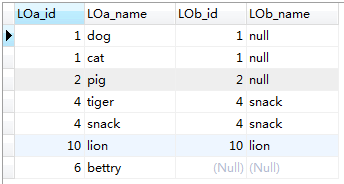 LOa_id LOa_name LOb_id LOb_name
1 dog 1 null
1 cat 1 null
2 pig 2 null
4 tiger 4 snack
4 snack 4 snack
10 lion 10 lion
6 bettry (Null) (Null)